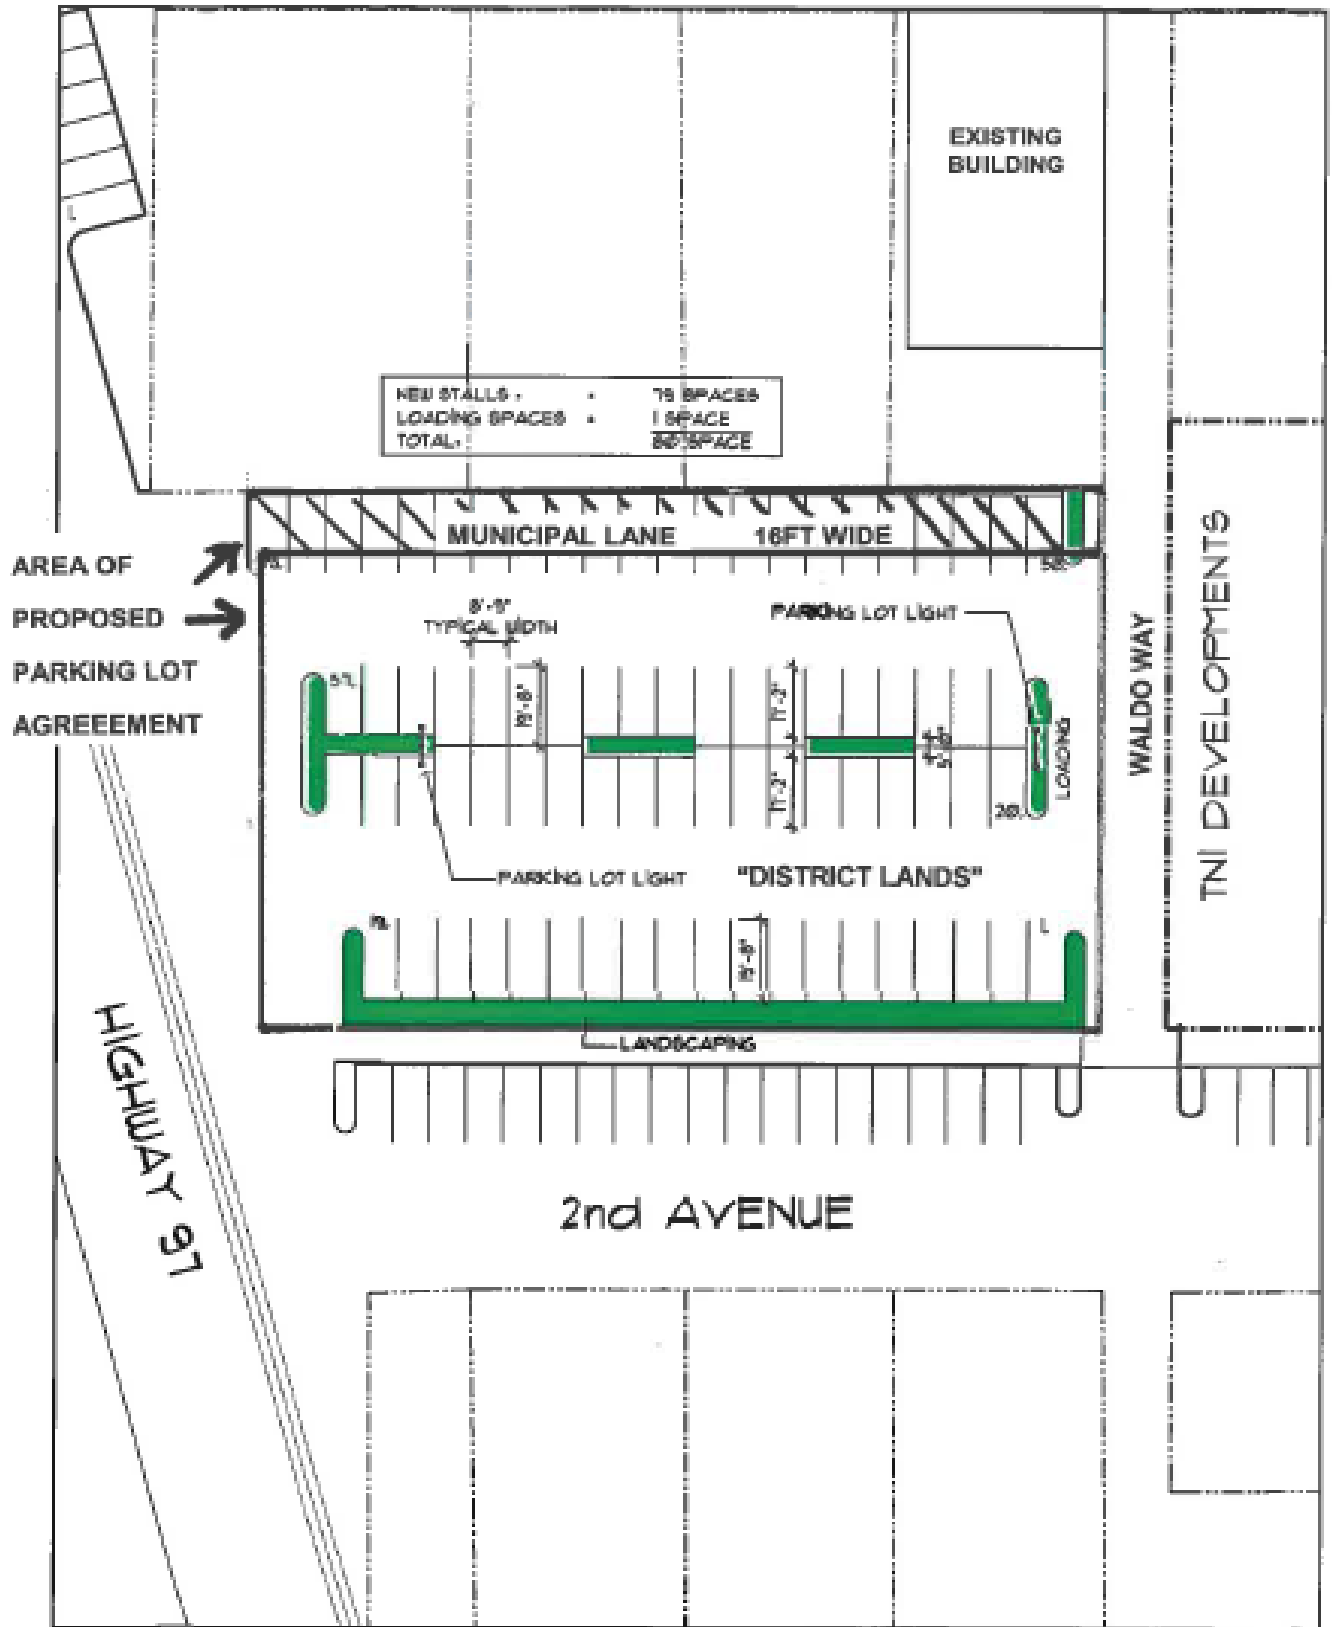 EXISTING
BUILDING
NEW STALLS :
LOADING SPACES 1 SPACE
TOTAL: SPACE
MUNICIPAL LANE 16FT WIDE
AREA OF
PROPOSED
PARKING LOT
AGREEEMENT
TYPICAL WIDTH
PARKING LOT LIGHT
LOADING
WALDO WAY
TNI DEVELOPMENTS
PARKING LOT LIGHT
"DISTRICT LANDS"
LANDSCAPING
HIGHWAY 97
2nd AVENUE